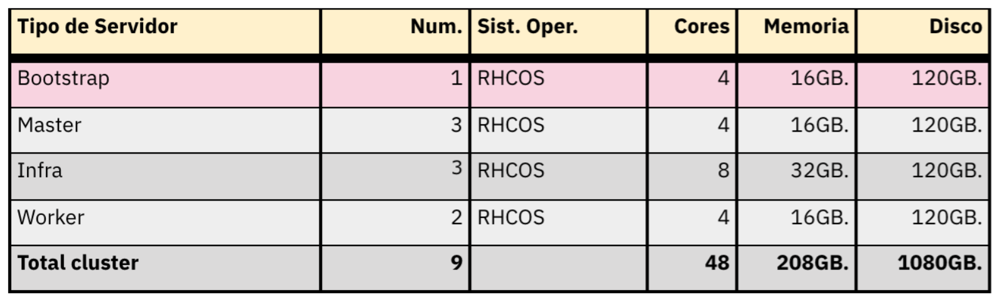 Tipo de Servidor Num. Sist. Oper. Cores Memoria Disco
Bootstrap 1 RHCOS 4 16GB. 120GB.
Master 3 RHCOS 4 16GB. 120GB.
Infra 3 RHCOS 8 32GB. 120GB.
Worker 2 RHCOS 4 16GB. 120GB.
Total cluster 9 48 208GB. 1080GB.